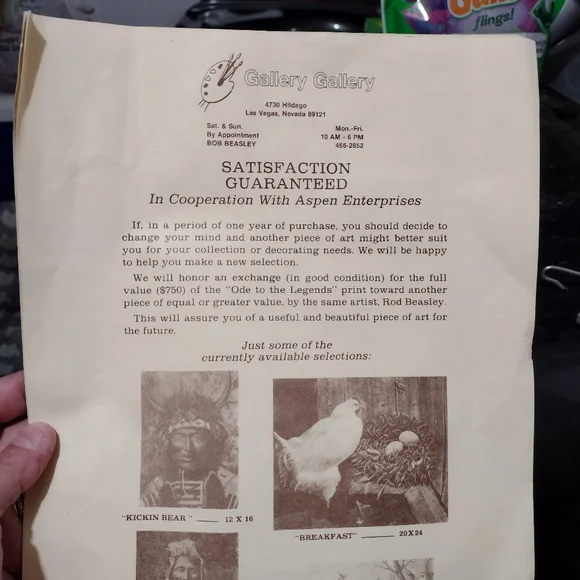 Gallery Gallery
4730 Hildago
Las Vegas, Nevada 89121
Sat. & Sun.
By Appointment
BOB BEASLEY
Mon.-Fri.
10 AM - 6 PM
456-2852
SATISFACTION
GUARANTEED
In Cooperation With Aspen Enterprises
If, in a period of one year of purchase, you should decide to
change your mind and another piece of art might better suit
you for your collection or decorating needs. We will be happy
to help you make a new selection.
We will honor an exchange (in good condition) for the full
value ($750) of the "Ode to the Legends" print toward another
piece of equal or greater value, by the same artist, Rod Beasley.
This will assure you of a useful and beautiful piece of art for
the future.
Just some of the
currently available selections:
"KICKIN BEAR" ____ 12 X 16
"BREAKFAST" ____ 20X24
flings!